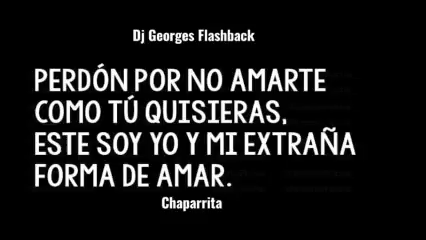 Dj Georges Flashback
PERDÓN POR NO AMARTE
COMO TÚ QUISIERAS,
ESTE SOY YO Y MI EXTRAÑA
FORMA DE AMAR.
Chaparrita